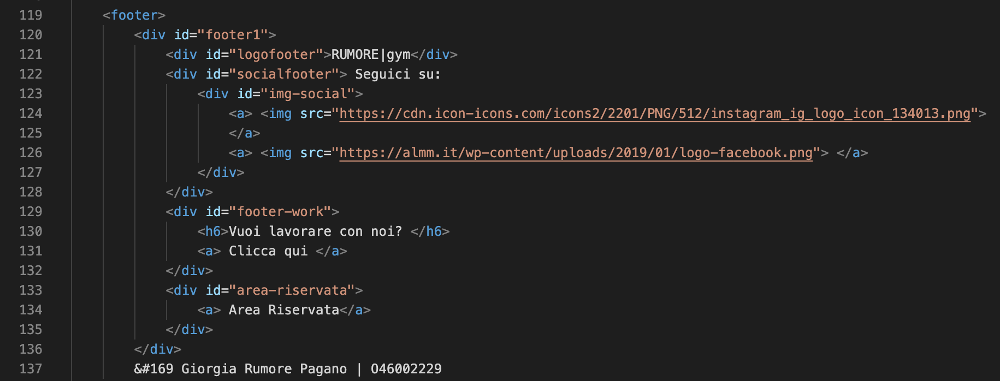 119 <footer>
120 <div id="footer1">
121 <div id="logofooter">RUMORE|gym</div>
122 <div id="socialfooter"> Seguici su:
123 <div id="img-social">
124 <a> <img src="https://cdn.icon-icons.com/icons2/2201/PNG/512/instagram_ig_logo_icon_134013.png">
125 </a>
126 <a> <img src="https://almm.it/wp-content/uploads/2019/01/logo-facebook.png"> </a>
127 </div>
128 </div>
129 <div id="footer-work">
130 <h6>Vuoi lavorare con noi? </h6>
131 <a> Clicca qui </a>
132 </div>
133 <div id="area-riservata">
134 <a> Area Riservata</a>
135 </div>
136 </div>
137 &#169 Giorgia Rumore Pagano | O46002229